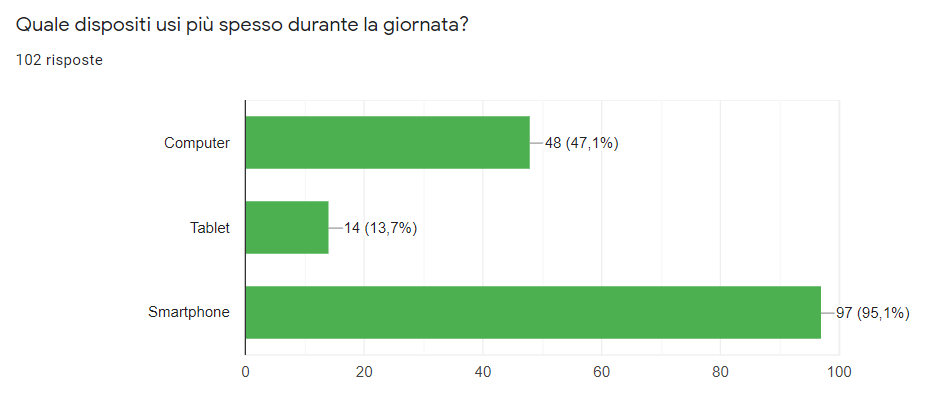 Quale dispositi usi più spesso durante la giornata?
102 risposte
Computer
48 (47,1%)
Tablet
14 (13,7%)
Smartphone
97 (95,1%)
0 20 40 60 80 100